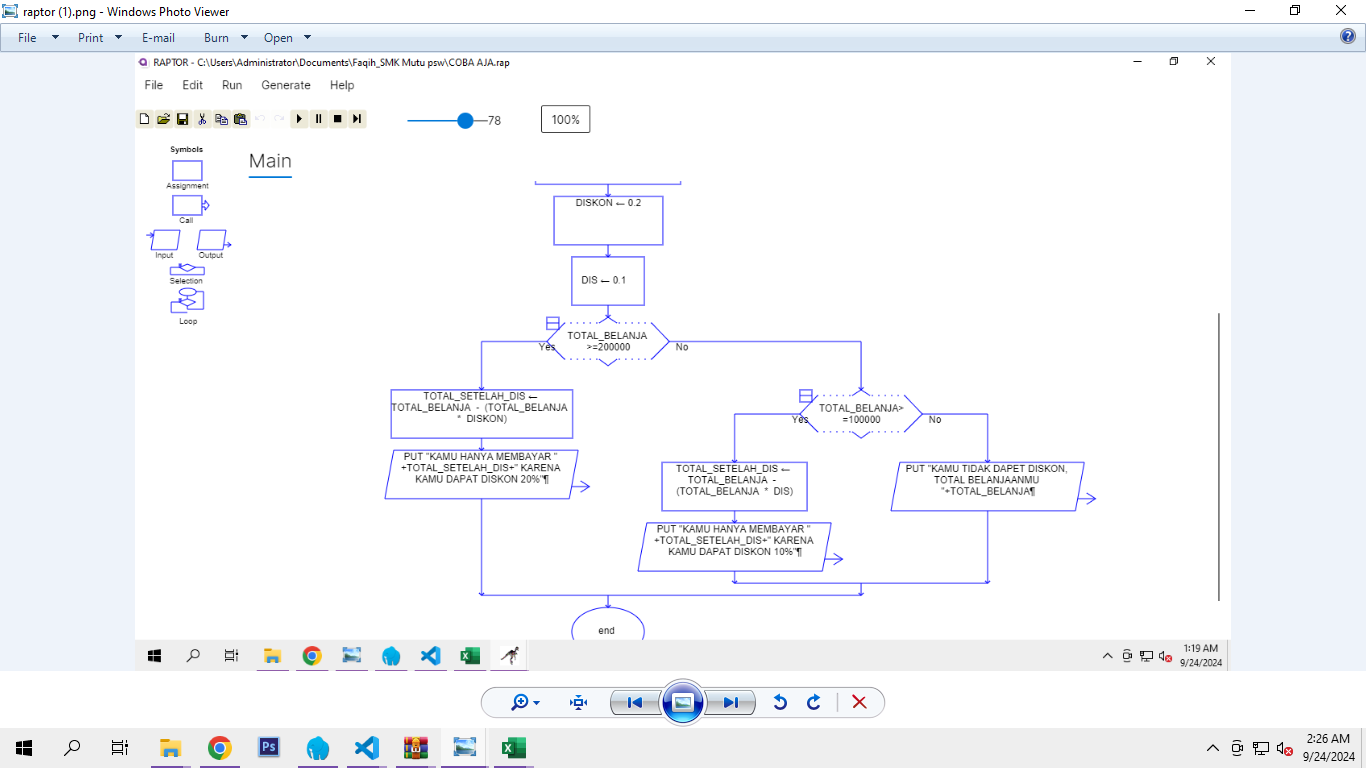 raptor (1).png - Windows Photo Viewer
File Print E-mail Burn Open
RAPTOR - C:\Users\Administrator\Documents\Faqih_SMK Mutu psw\COBA AJA.rap
File Edit Run Generate Help
78
100%
Symbols
Assignment
Call
Input Output
Selection
Loop
Main
DISKON ← 0.2
DIS ← 0.1
TOTAL_BELANJA
>=200000
Yes
No
TOTAL_SETELAH_DIS ←
TOTAL_BELANJA - (TOTAL_BELANJA
* DISKON)
PUT "KAMU HANYA MEMBAYAR "
+TOTAL_SETELAH_DIS+" KARENA
KAMU DAPAT DISKON 20%"¶
TOTAL_BELANJA>
=100000
Yes
No
TOTAL_SETELAH_DIS ←
TOTAL_BELANJA -
(TOTAL_BELANJA * DIS)
PUT "KAMU HANYA MEMBAYAR "
+TOTAL_SETELAH_DIS+" KARENA
KAMU DAPAT DISKON 10%"¶
PUT "KAMU TIDAK DAPET DISKON,
TOTAL BELANJAANMU
"+TOTAL_BELANJA¶
end
1:19 AM
9/24/2024
Ps
2:26 AM
9/24/2024